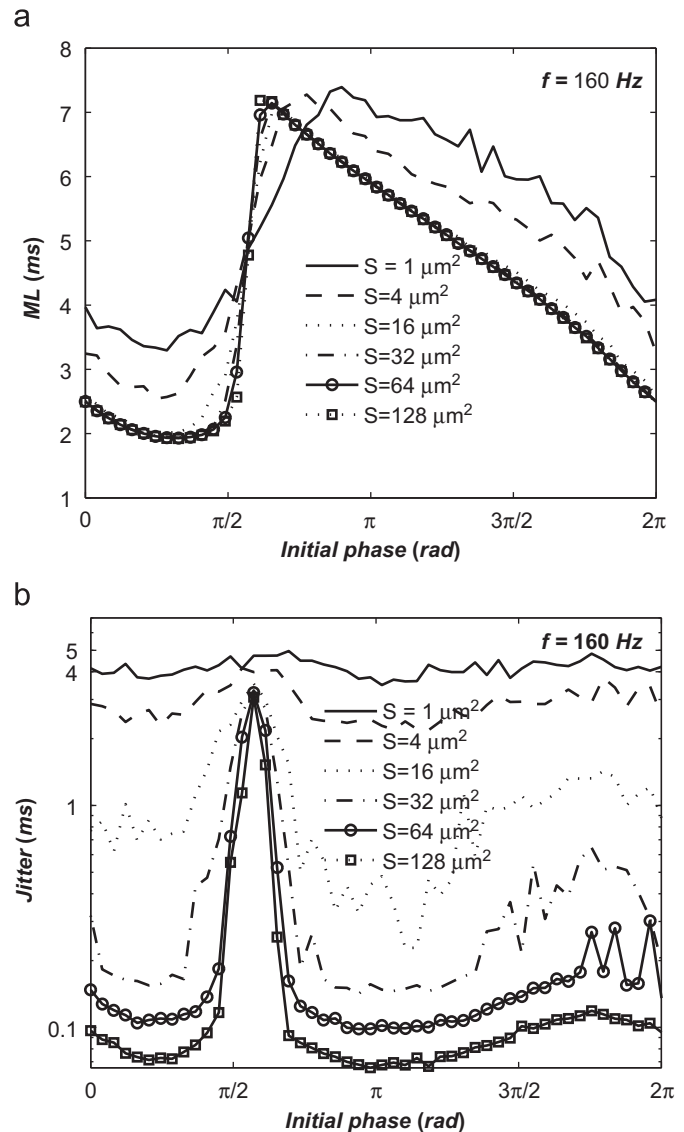 a
8
7
6
5
4
3
2
1
ML (ms)
f = 160 Hz
S = 1 μm²
S=4 μm²
S=16 μm²
S=32 μm²
S=64 μm²
S=128 μm²
0 π/2 π 3π/2 2π
Initial phase (rad)
b
5
4
1
0.1
Jitter (ms)
f = 160 Hz
S = 1 μm²
S=4 μm²
S=16 μm²
S=32 μm²
S=64 μm²
S=128 μm²
0 π/2 π 3π/2 2π
Initial phase (rad)